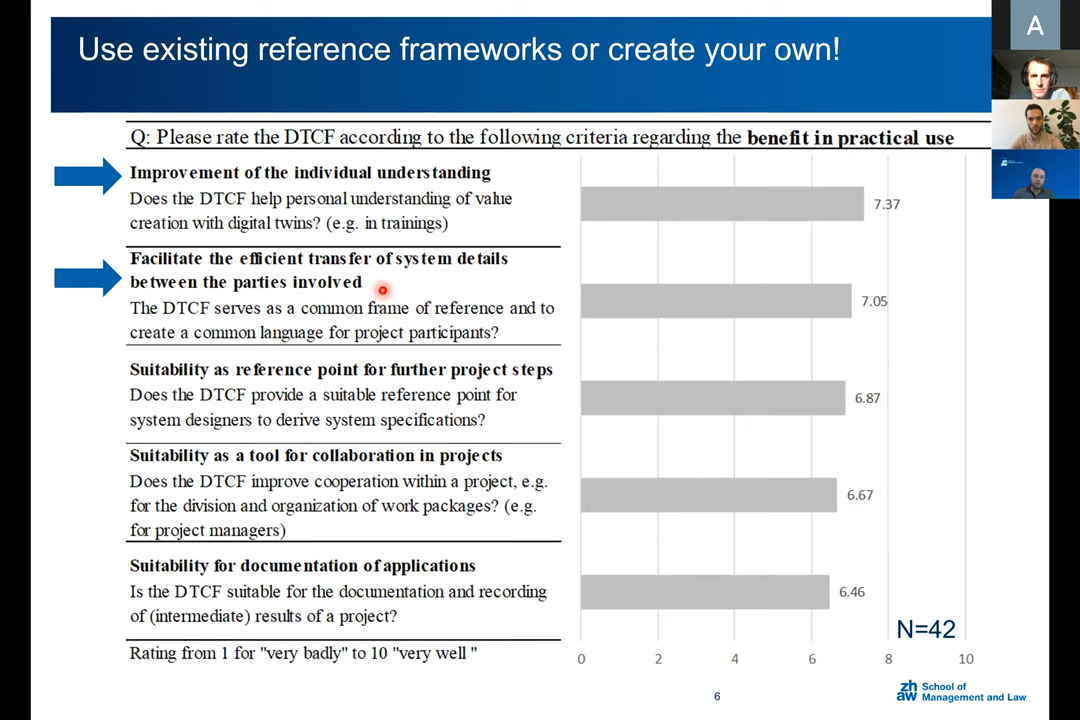 Use existing reference frameworks or create your own!
A
Q: Please rate the DTCF according to the following criteria regarding the benefit in practical use
Improvement of the individual understanding
Does the DTCF help personal understanding of value
creation with digital twins? (e.g. in trainings)
7.37
Facilitate the efficient transfer of system details
between the parties involved
The DTCF serves as a common frame of reference and to
create a common language for project participants?
7.05
Suitability as reference point for further project steps
Does the DTCF provide a suitable reference point for
system designers to derive system specifications?
6.87
Suitability as a tool for collaboration in projects
Does the DTCF improve cooperation within a project, e.g.
for the division and organization of work packages? (e.g.
for project managers)
6.67
Suitability for documentation of applications
Is the DTCF suitable for the documentation and recording
of (intermediate) results of a project?
6.46
N=42
Rating from 1 for "very badly" to 10 "very well "
0 2 4 6 8 10
6
zh
aw
School of
Management and Law